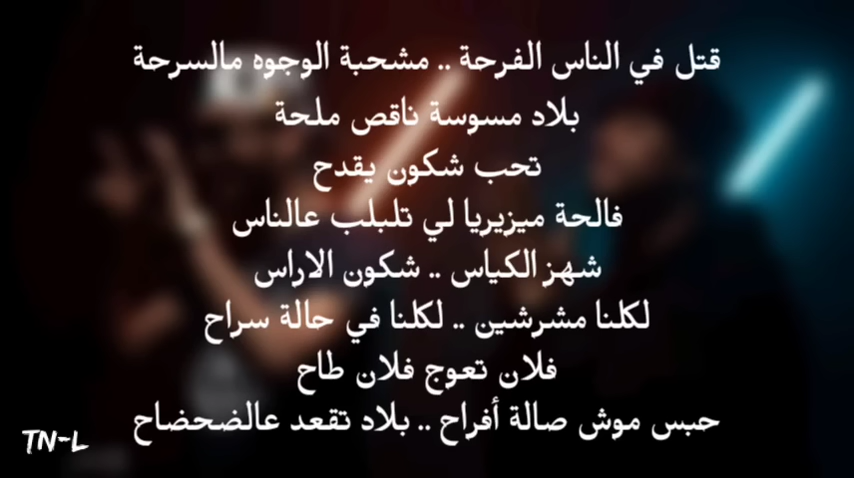 قتل في الناس الفرحة .. مشحبة الوجوه مالسرحة
بلاد مسوسة ناقص ملحة
تحب شكون يقدح
فالحة ميزيريا لي تلبلب عالناس
شهز الكياس .. شكون الاراس
لكلنا مشرشين .. لكلنا في حالة سراح
فلان تعوج فلان طاح
حبس موش صالة أفراح .. بلاد تقعد عالضحضاح
TN-L